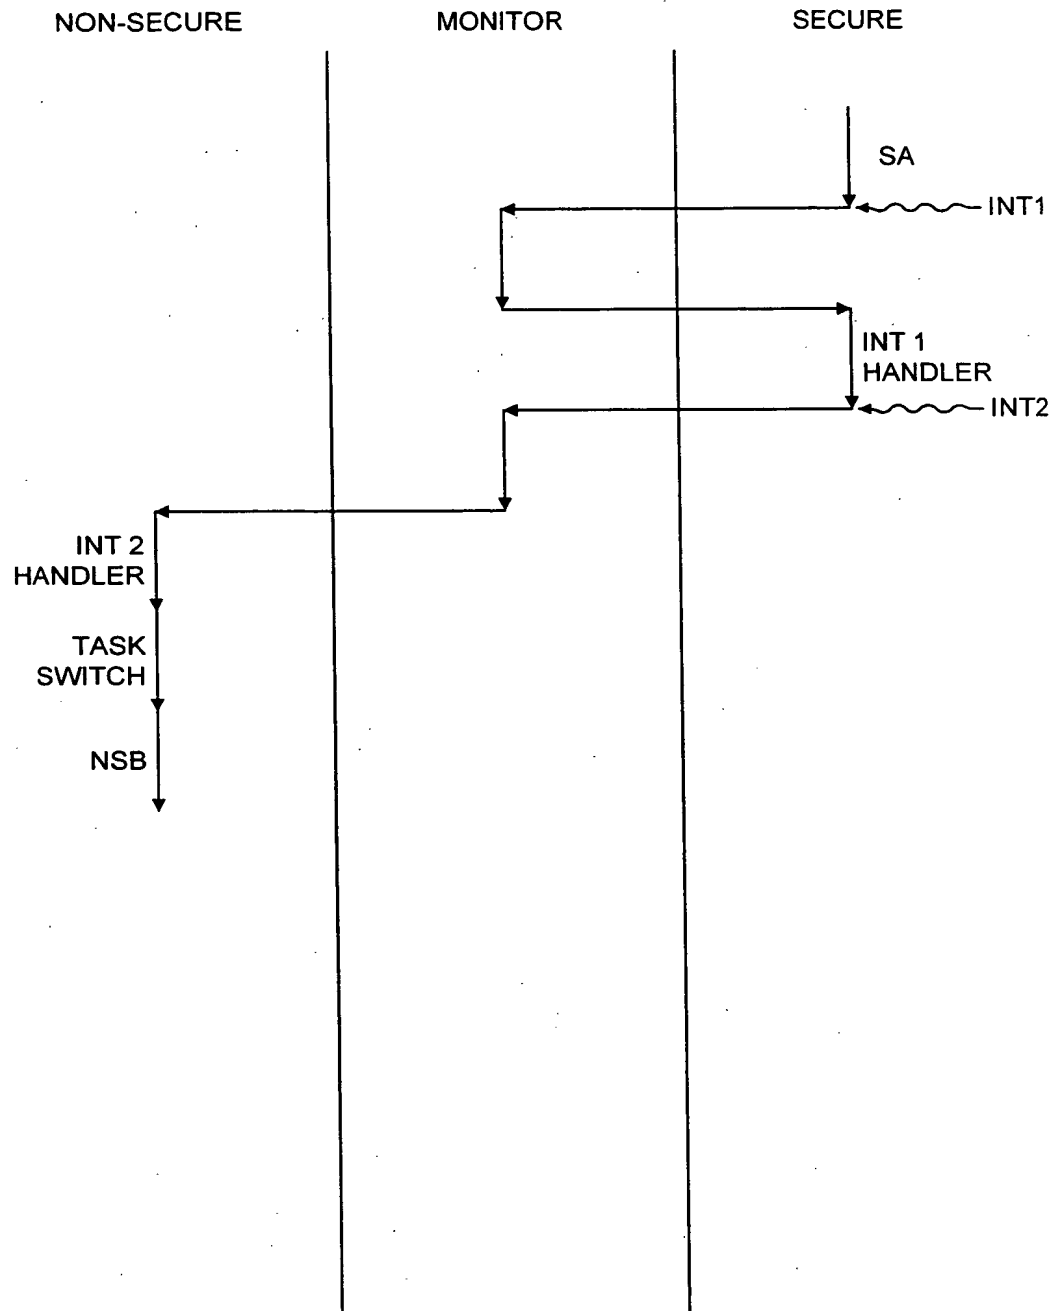 NON-SECURE
MONITOR
SECURE
SA
INT1
INT 1
HANDLER
INT2
INT 2
HANDLER
TASK
SWITCH
NSB